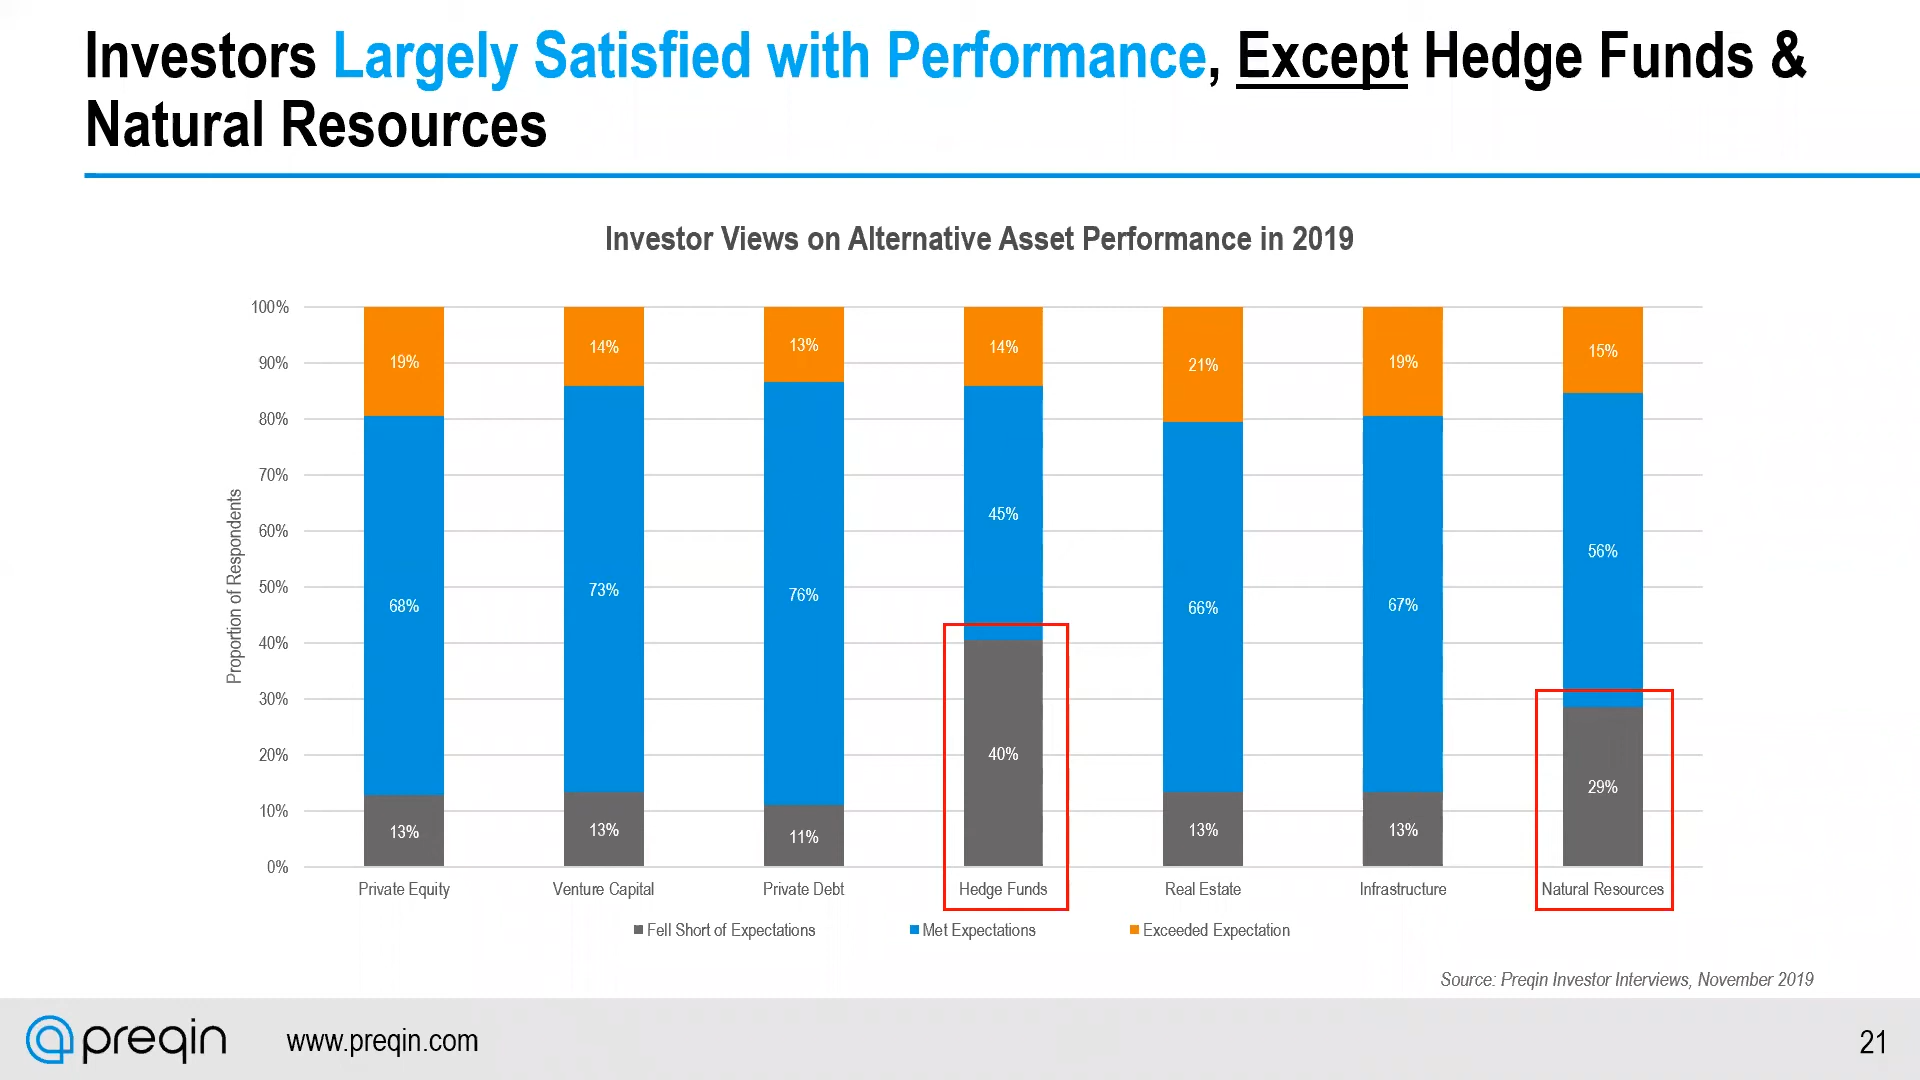 Investors Largely Satisfied with Performance, Except Hedge Funds &
Natural Resources
Investor Views on Alternative Asset Performance in 2019
Proportion of Respondents
100%
90%
80%
70%
60%
50%
40%
30%
20%
10%
0%
19% 14% 13% 14% 21% 19% 15%
68% 73% 76% 45% 66% 67% 56%
13% 13% 11% 40% 13% 13% 29%
Private Equity Venture Capital Private Debt Hedge Funds Real Estate Infrastructure Natural Resources
Fell Short of Expectations Met Expectations Exceeded Expectation
Source: Preqin Investor Interviews, November 2019
preqin www.preqin.com 21